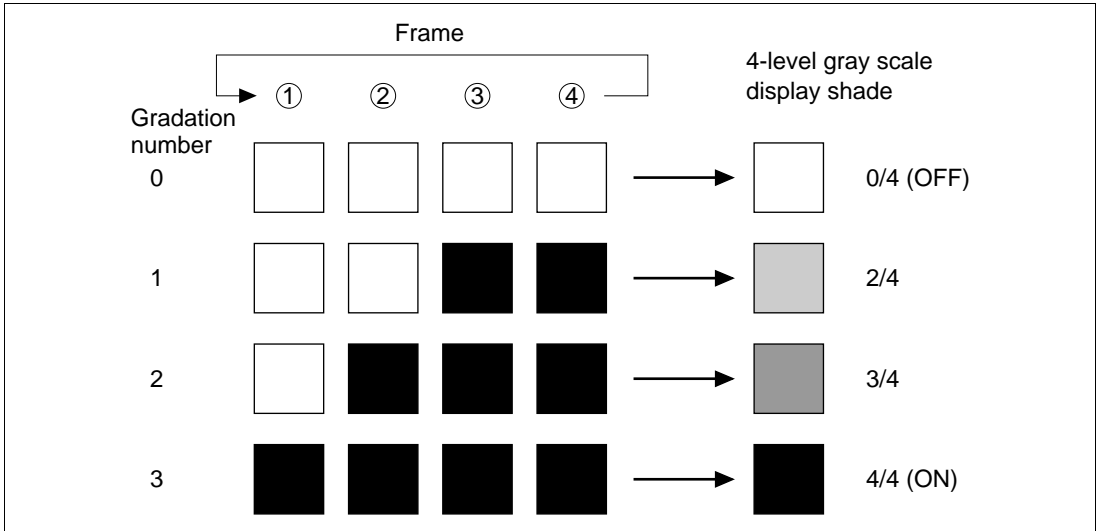 Frame
4-level gray scale
display shade
① ② ③ ④
Gradation
number
0 0/4 (OFF)
1 2/4
2 3/4
3 4/4 (ON)